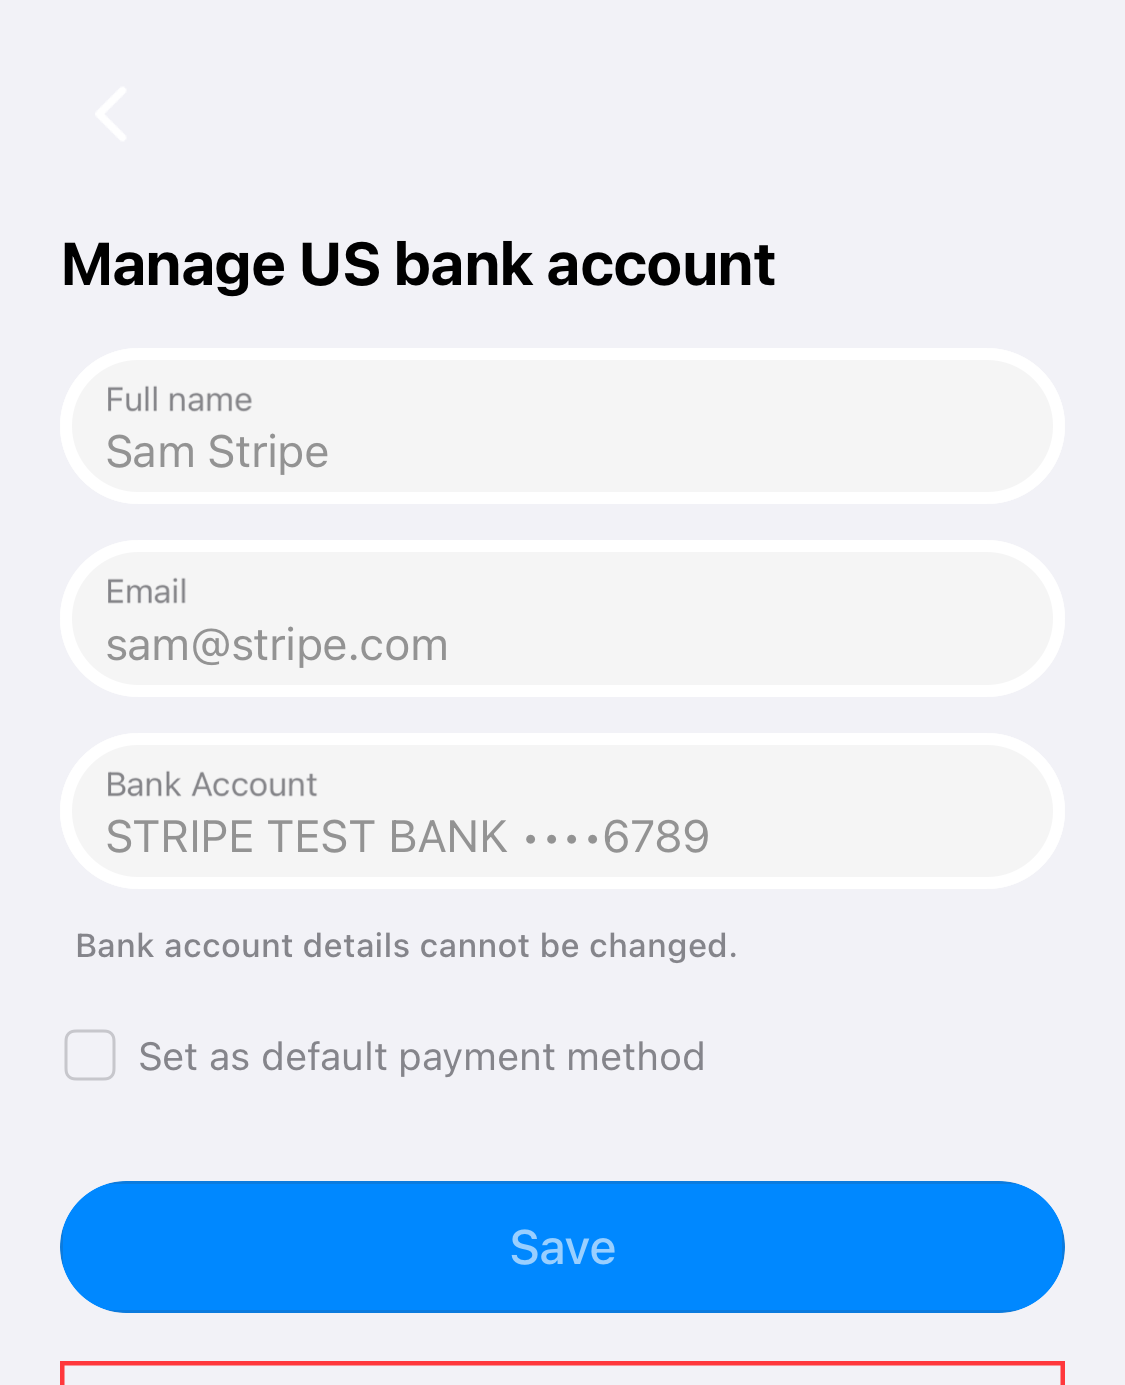 Manage US bank account
Full name
Sam Stripe
Email
sam@stripe.com
Bank Account
STRIPE TEST BANK ••••6789
Bank account details cannot be changed.
Set as default payment method
Save